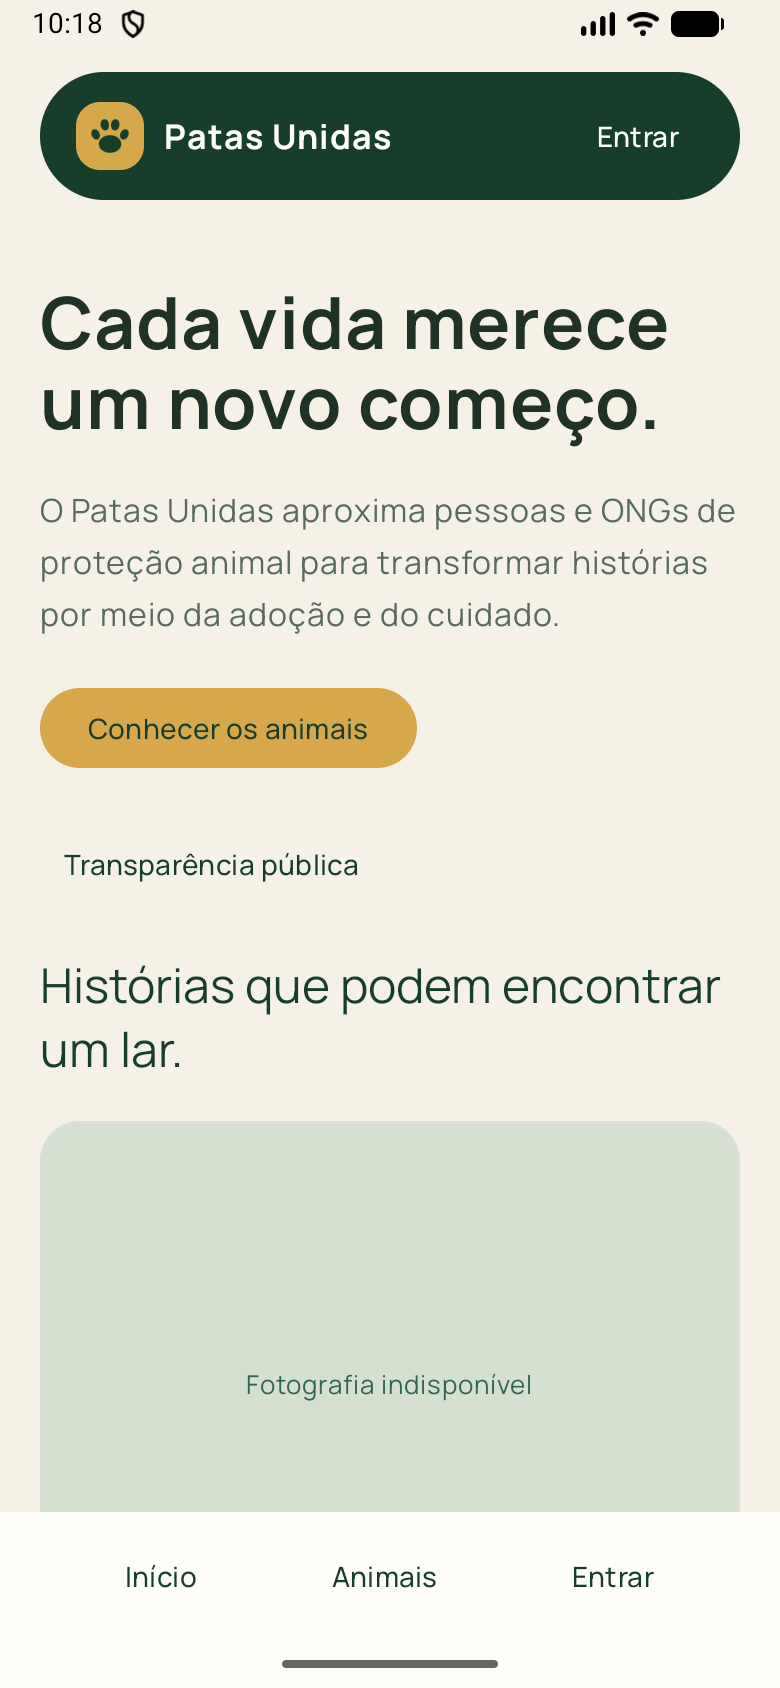 10:18
Patas Unidas
Entrar
Cada vida merece
um novo começo.
O Patas Unidas aproxima pessoas e ONGs de
proteção animal para transformar histórias
por meio da adoção e do cuidado.
Conhecer os animais
Transparência pública
Histórias que podem encontrar
um lar.
Fotografia indisponível
Início
Animais
Entrar